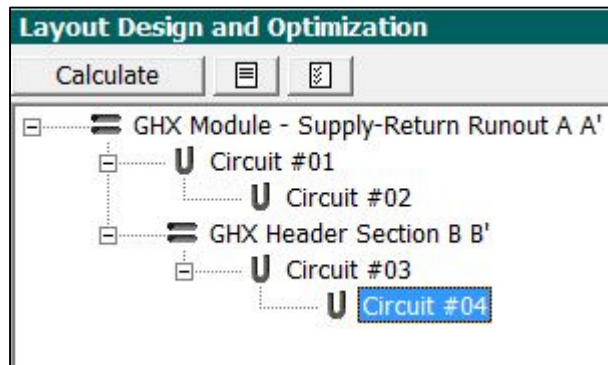 Layout Design and Optimization
Calculate
GHX Module - Supply-Return Runout A A'
Circuit #01
Circuit #02
GHX Header Section B B'
Circuit #03
Circuit #04